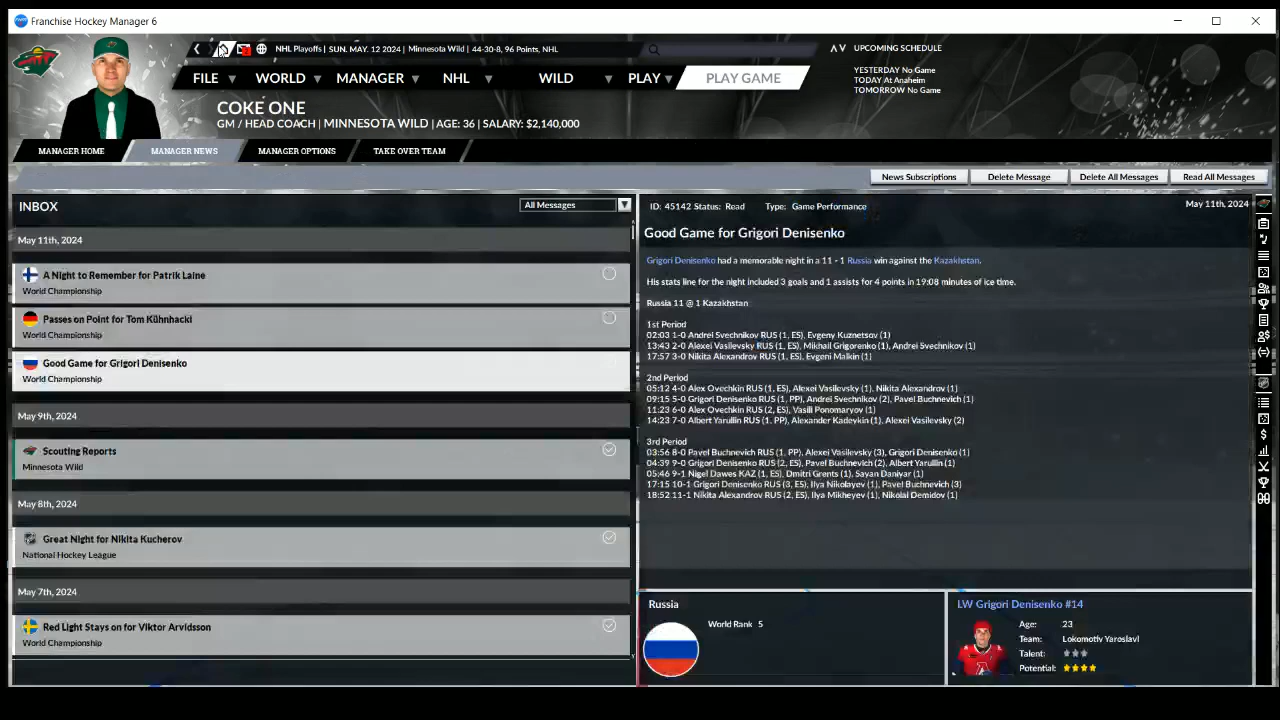 Franchise Hockey Manager 6
NHL Playoffs | SUN. MAY. 12 2024 | Minnesota Wild | 44-30-8, 96 Points, NHL
UPCOMING SCHEDULE
YESTERDAY No Game
TODAY At Anaheim
TOMORROW No Game
FILE WORLD MANAGER NHL WILD PLAY PLAY GAME
COKE ONE
GM / HEAD COACH | MINNESOTA WILD | AGE: 36 | SALARY: $2,140,000
MANAGER HOME MANAGER NEWS MANAGER OPTIONS TAKE OVER TEAM
News Subscriptions Delete Message Delete All Messages Read All Messages
INBOX All Messages
May 11th, 2024
A Night to Remember for Patrik Laine
World Championship
Passes on Point for Tom Kühnhacki
World Championship
Good Game for Grigori Denisenko
World Championship
May 9th, 2024
Scouting Reports
Minnesota Wild
May 8th, 2024
Great Night for Nikita Kucherov
National Hockey League
May 7th, 2024
Red Light Stays on for Viktor Arvidsson
World Championship
ID: 45142 Status: Read Type: Game Performance May 11th, 2024
Good Game for Grigori Denisenko
Grigori Denisenko had a memorable night in a 11 - 1 Russia win against the Kazakhstan.
His stats line for the night included 3 goals and 1 assists for 4 points in 19:08 minutes of ice time.
Russia 11 @ 1 Kazakhstan
1st Period
02:03 1-0 Andrei Svechnikov RUS (1, ES), Evgeny Kuznetsov (1)
13:43 2-0 Alexei Vasilevsky RUS (1, ES), Mikhail Grigorenko (1), Andrei Svechnikov (1)
17:57 3-0 Nikita Alexandrov RUS (1, ES), Evgeni Malkin (1)
2nd Period
05:12 4-0 Alex Ovechkin RUS (1, ES), Alexei Vasilevsky (1), Nikita Alexandrov (1)
09:15 5-0 Grigori Denisenko RUS (1, PP), Andrei Svechnikov (2), Pavel Buchnevich (1)
11:23 6-0 Alex Ovechkin RUS (2, ES), Vasili Ponomaryov (1)
14:23 7-0 Albert Yarullin RUS (1, PP), Alexander Kadeykin (1), Alexei Vasilevsky (2)
3rd Period
03:56 8-0 Pavel Buchnevich RUS (1, PP), Alexei Vasilevsky (3), Grigori Denisenko (1)
04:39 9-0 Grigori Denisenko RUS (2, ES), Pavel Buchnevich (2), Albert Yarullin (1)
05:46 9-1 Nigel Dawes KAZ (1, ES), Dmitri Grents (1), Sayan Daniyar (1)
17:15 10-1 Grigori Denisenko RUS (3, ES), Ilya Nikolayev (1), Pavel Buchnevich (3)
18:52 11-1 Nikita Alexandrov RUS (2, ES), Ilya Mikheyev (1), Nikolai Demidov (1)
Russia
World Rank 5
LW Grigori Denisenko #14
Age: 23
Team: Lokomotiv Yaroslavl
Talent:
Potential: